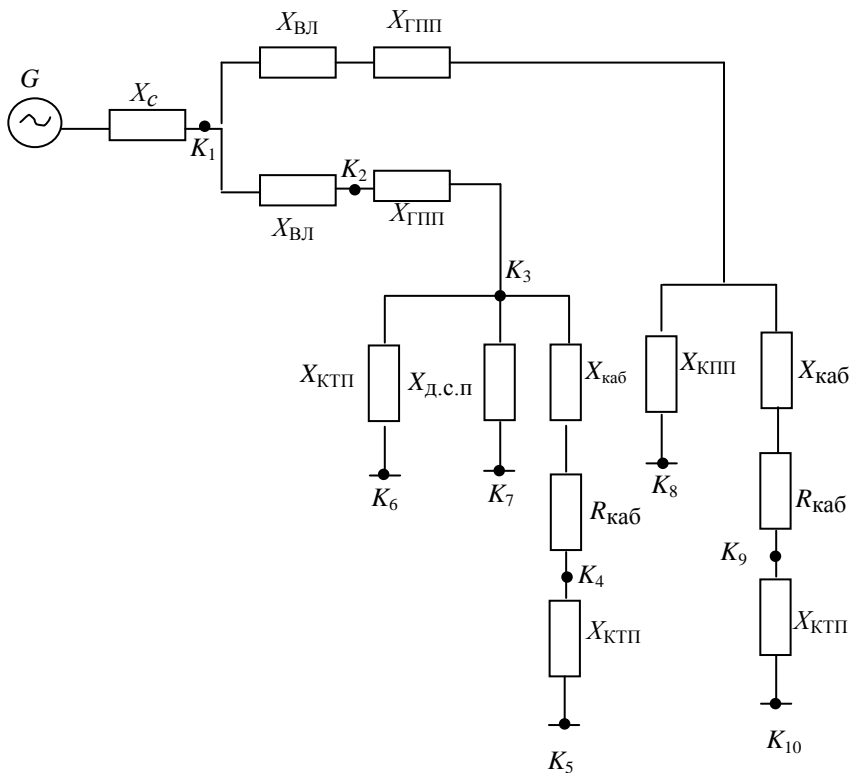 X_ВЛ
X_ГПП
G
X_c
K_1
K_2
X_ВЛ
X_ГПП
K_3
X_КТП
X_д.с.п
X_каб
X_КПП
X_каб
K_6
K_7
R_каб
K_8
R_каб
K_4
K_9
X_КТП
X_КТП
K_5
K_10